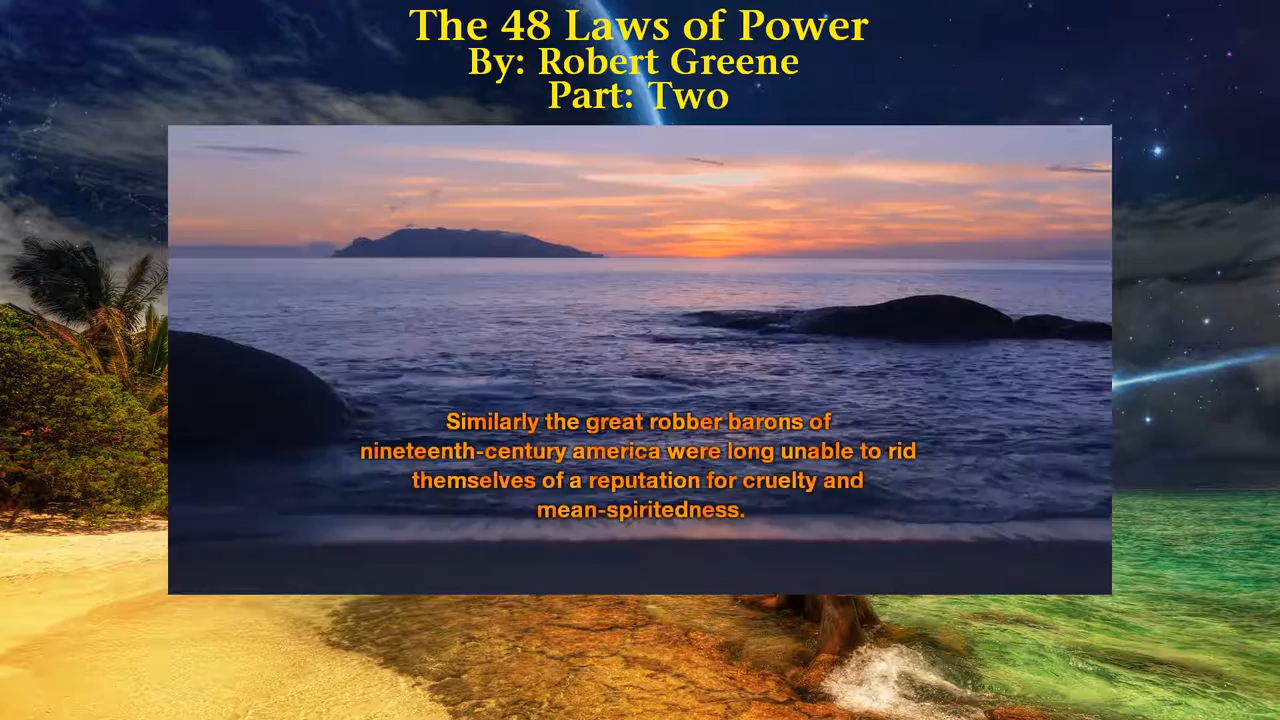 The 48 Laws of Power
By: Robert Greene
Part: Two
Similarly the great robber barons of
nineteenth-century america were long unable to rid
themselves of a reputation for cruelty and
mean-spiritedness.